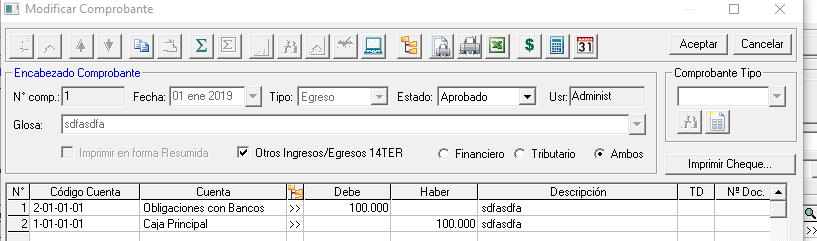 Modificar Comprobante
Σ Σ $ 31 Aceptar Cancelar
Encabezado Comprobante Comprobante Tipo
N° comp.: 1 Fecha: 01 ene 2019 Tipo: Egreso Estado: Aprobado Usr: Administ
Glosa: sdfasdfa
Imprimir en forma Resumida Otros Ingresos/Egresos 14TER Financiero Tributario Ambos
Imprimir Cheque...
N° Código Cuenta Cuenta Debe Haber Descripción TD Nº Doc.
1 2-01-01-01 Obligaciones con Bancos >> 100.000 sdfasdfa
2 1-01-01-01 Caja Principal >> 100.000 sdfasdfa
>>